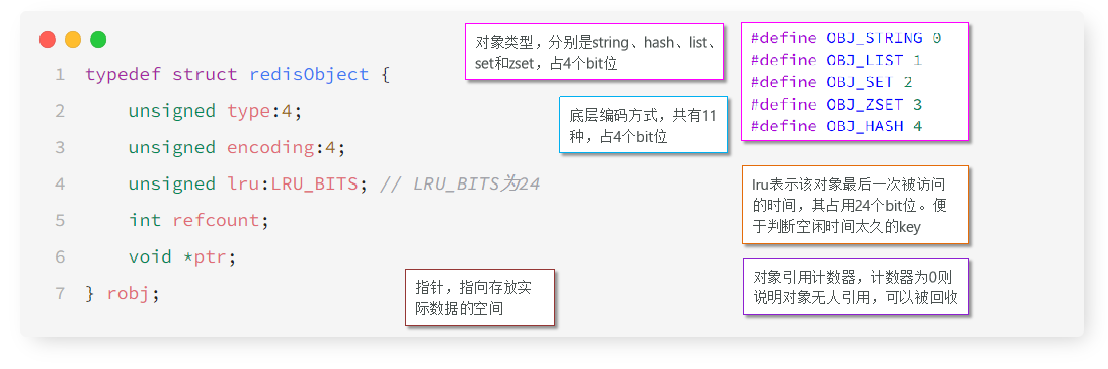 1 typedef struct redisObject {
2 unsigned type:4;
3 unsigned encoding:4;
4 unsigned lru:LRU_BITS; // LRU_BITS为24
5 int refcount;
6 void *ptr;
7 } robj;
对象类型，分别是string、hash、list、
set和zset，占4个bit位
#define OBJ_STRING 0
#define OBJ_LIST 1
#define OBJ_SET 2
#define OBJ_ZSET 3
#define OBJ_HASH 4
底层编码方式，共有11
种，占4个bit位
lru表示该对象最后一次被访问
的时间，其占用24个bit位。便
于判断空闲时间太久的key
指针，指向存放实
际数据的空间
对象引用计数器，计数器为0则
说明对象无人引用，可以被回收